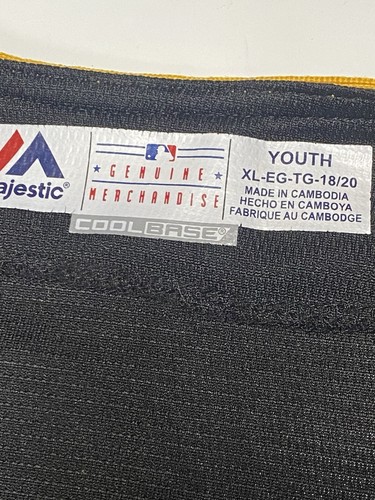 ajestic®
GENUINE
MERCHANDISE
COOLBASE
YOUTH
XL-EG-TG-18/20
MADE IN CAMBODIA
HECHO EN CAMBOYA
FABRIQUE AU CAMBODGE